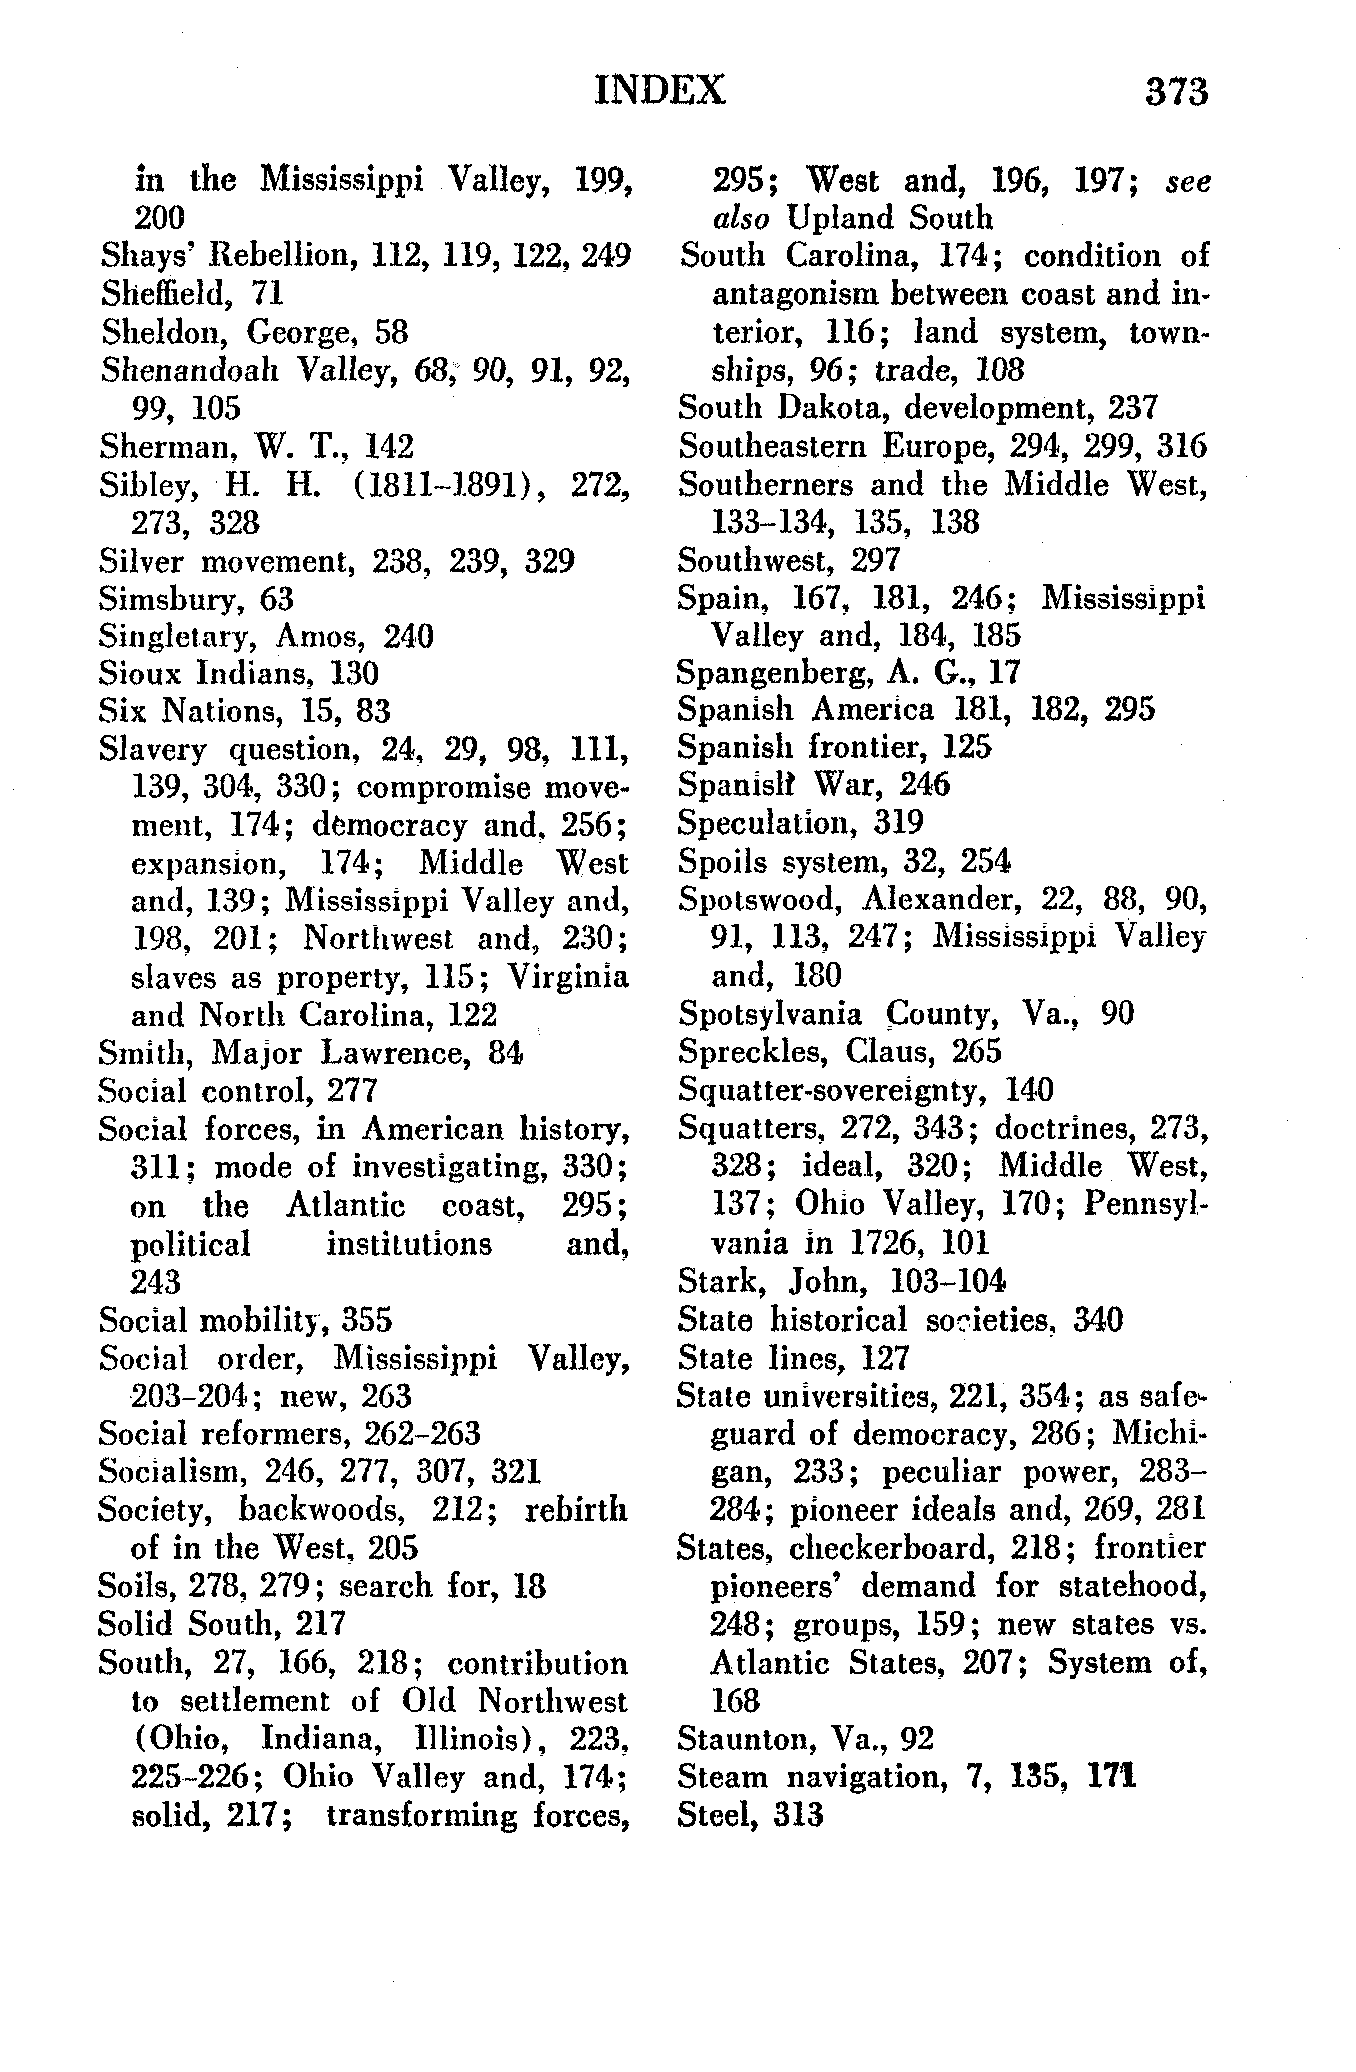 INDEX 373
in the Mississippi Valley, 199,
200
Shays' Rebellion, 112, 119, 122, 249
Sheffield, 71
Sheldon, George, 58
Shenandoah Valley, 68, 90, 91, 92,
99, 105
Sherman, W. T., 142
Sibley, H. H. (1811–1891), 272,
273, 328
Silver movement, 238, 239, 329
Simsbury, 63
Singletary, Amos, 240
Sioux Indians, 130
Six Nations, 15, 83
Slavery question, 24, 29, 98, 111,
139, 304, 330; compromise move-
ment, 174; democracy and, 256;
expansion, 174; Middle West
and, 139; Mississippi Valley and,
198, 201; Northwest and, 230;
slaves as property, 115; Virginia
and North Carolina, 122
Smith, Major Lawrence, 84
Social control, 277
Social forces, in American history,
311; mode of investigating, 330;
on the Atlantic coast, 295;
political institutions and,
243
Social mobility, 355
Social order, Mississippi Valley,
203–204; new, 263
Social reformers, 262–263
Socialism, 246, 277, 307, 321
Society, backwoods, 212; rebirth
of in the West, 205
Soils, 278, 279; search for, 18
Solid South, 217
South, 27, 166, 218; contribution
to settlement of Old Northwest
(Ohio, Indiana, Illinois), 223,
225–226; Ohio Valley and, 174;
solid, 217; transforming forces,
295; West and, 196, 197; see
also Upland South
South Carolina, 174; condition of
antagonism between coast and in-
terior, 116; land system, town-
ships, 96; trade, 108
South Dakota, development, 237
Southeastern Europe, 294, 299, 316
Southerners and the Middle West,
133–134, 135, 138
Southwest, 297
Spain, 167, 181, 246; Mississippi
Valley and, 184, 185
Spangenberg, A. G., 17
Spanish America 181, 182, 295
Spanish frontier, 125
Spanish War, 246
Speculation, 319
Spoils system, 32, 254
Spotswood, Alexander, 22, 88, 90,
91, 113, 247; Mississippi Valley
and, 180
Spotsylvania County, Va., 90
Spreckles, Claus, 265
Squatter-sovereignty, 140
Squatters, 272, 343; doctrines, 273,
328; ideal, 320; Middle West,
137; Ohio Valley, 170; Pennsyl-
vania in 1726, 101
Stark, John, 103–104
State historical societies, 340
State lines, 127
State universities, 221, 354; as safe-
guard of democracy, 286; Michi-
gan, 233; peculiar power, 283–
284; pioneer ideals and, 269, 281
States, checkerboard, 218; frontier
pioneers' demand for statehood,
248; groups, 159; new states vs.
Atlantic States, 207; System of,
168
Staunton, Va., 92
Steam navigation, 7, 135, 171
Steel, 313